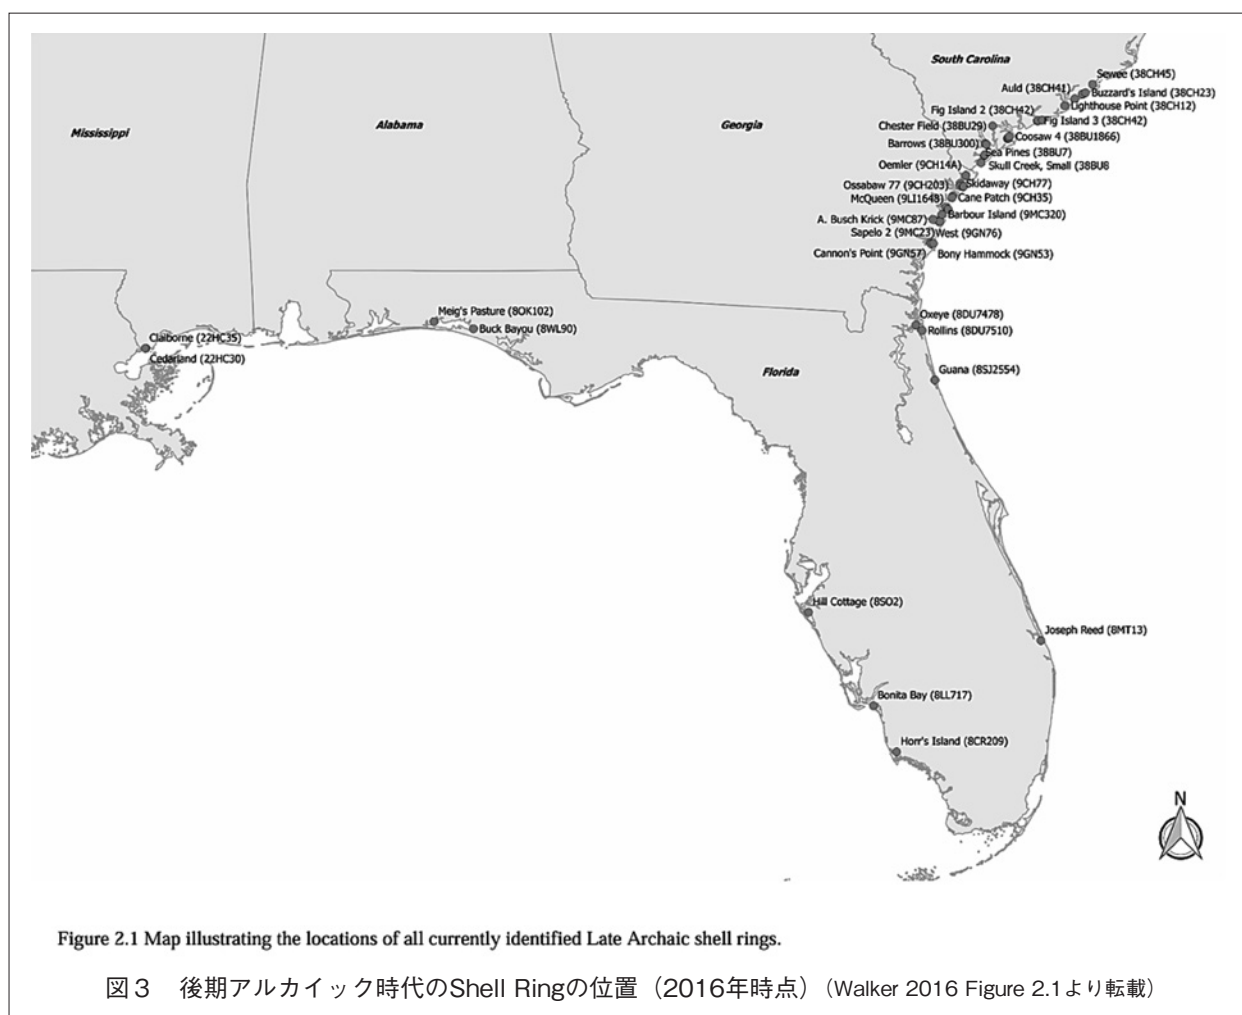 South Carolina
Sewee (38CH45)
Auld (38CH41)
Buzzard's Island (38CH23)
Lighthouse Point (38CH12)
Fig Island 2 (38CH42)
Fig Island 3 (38CH42)
Chester Field (38BU29)
Coosaw 4 (38BU1866)
Barrows (38BU300)
Sea Pines (38BU7)
Oemler (9CH14A)
Skull Creek, Small (38BU8
Ossabaw 77 (9CH203)
Skidaway (9CH77)
McQueen (9LI1648)
Cane Patch (9CH35)
Barbour Island (9MC320)
A. Busch Krick (9MC87)
Sapelo 2 (9MC23)
West (9GN76)
Cannon's Point (9GN57)
Bony Hammock (9GN53)
Mississippi
Alabama
Georgia
Meig's Pasture (8OK102)
Buck Bayou (8WL90)
Oxeye (8DU7478)
Rollins (8DU7510)
Claiborne (22HC35)
Cedarland (22HC30)
Florida
Guana (8SJ2554)
Hill Cottage (8SO2)
Joseph Reed (8MT13)
Bonita Bay (8LL717)
Horr's Island (8CR209)
N
Figure 2.1 Map illustrating the locations of all currently identified Late Archaic shell rings.
図3 後期アルカイック時代のShell Ringの位置（2016年時点）（Walker 2016 Figure 2.1より転載）